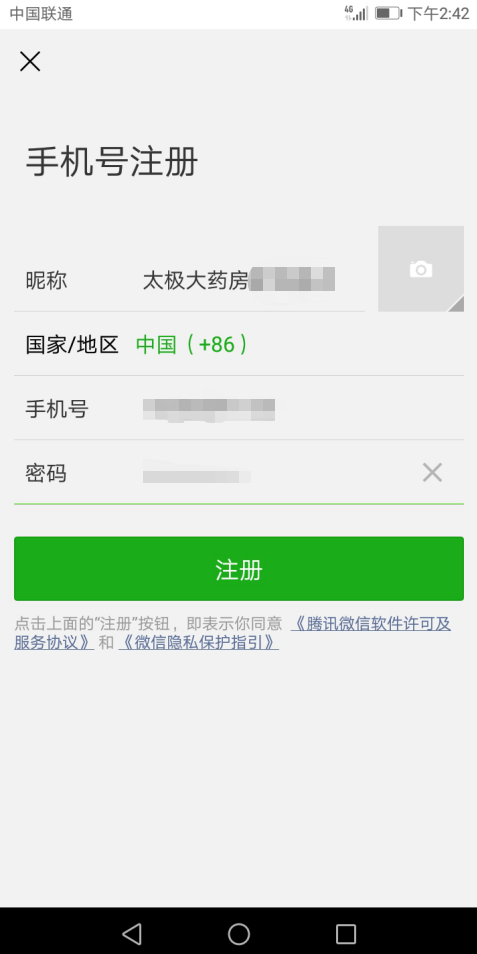 中国联通 4G 下午2:42
手机号注册
昵称 太极大药房
国家/地区 中国（+86）
手机号
密码
注册
点击上面的“注册”按钮，即表示你同意 《腾讯微信软件许可及
服务协议》 和 《微信隐私保护指引》